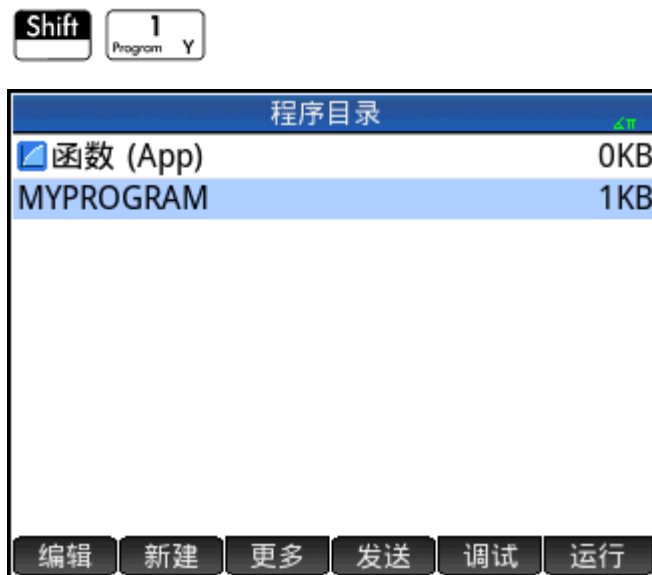 Shift 1
Program Y
程序目录
∡π
函数 (App) 0KB
MYPROGRAM 1KB
编辑 新建 更多 发送 调试 运行